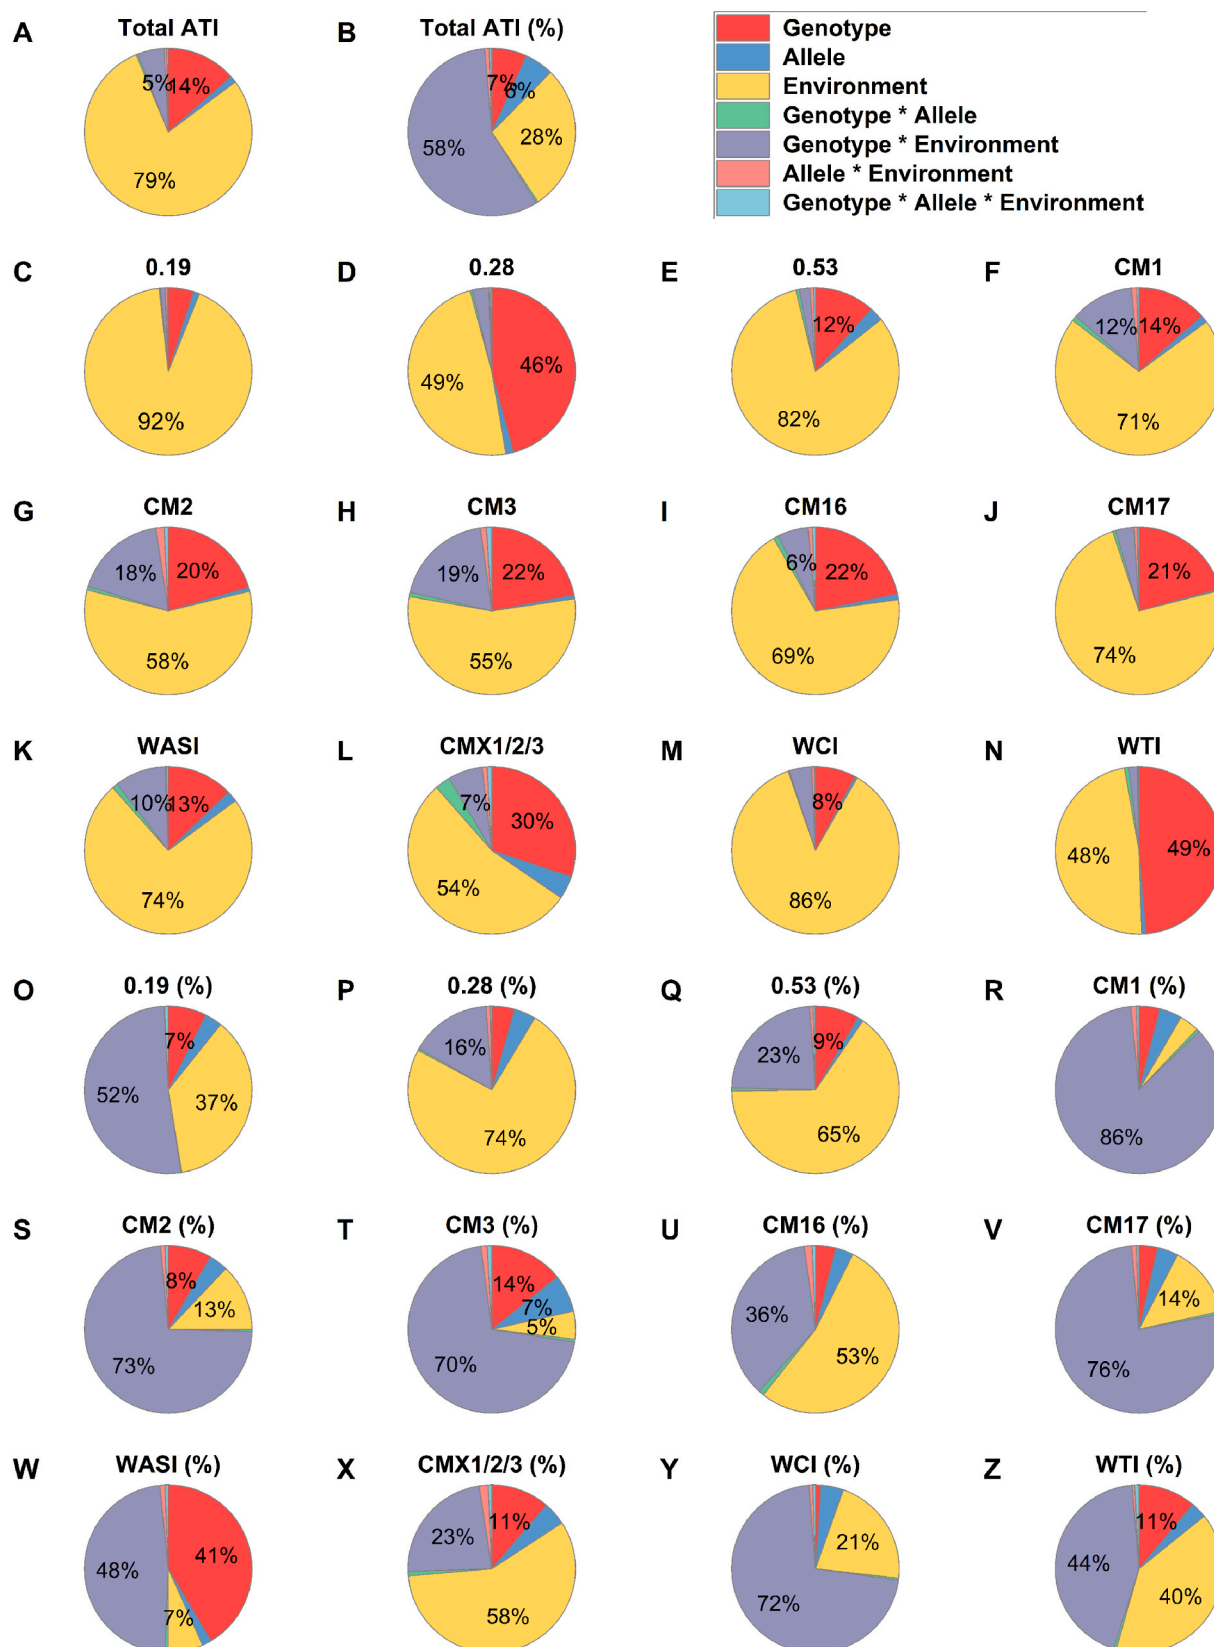 A Total ATI
5% 14%
79%
B Total ATI (%)
7%
6%
28%
58%
Genotype
Allele
Environment
Genotype * Allele
Genotype * Environment
Allele * Environment
Genotype * Allele * Environment
C 0.19
92%
D 0.28
46%
49%
E 0.53
12%
82%
F CM1
12% 14%
71%
G CM2
18% 20%
58%
H CM3
19% 22%
55%
I CM16
6% 22%
69%
J CM17
21%
74%
K WASI
10% 13%
74%
L CMX1/2/3
7% 30%
54%
M WCI
8%
86%
N WTI
48% 49%
O 0.19 (%)
7%
52% 37%
P 0.28 (%)
16%
74%
Q 0.53 (%)
23% 9%
65%
R CM1 (%)
86%
S CM2 (%)
8%
13%
73%
T CM3 (%)
14%
7%
5%
70%
U CM16 (%)
36%
53%
V CM17 (%)
14%
76%
W WASI (%)
48% 41%
7%
X CMX1/2/3 (%)
23% 11%
58%
Y WCI (%)
21%
72%
Z WTI (%)
11%
44%
40%